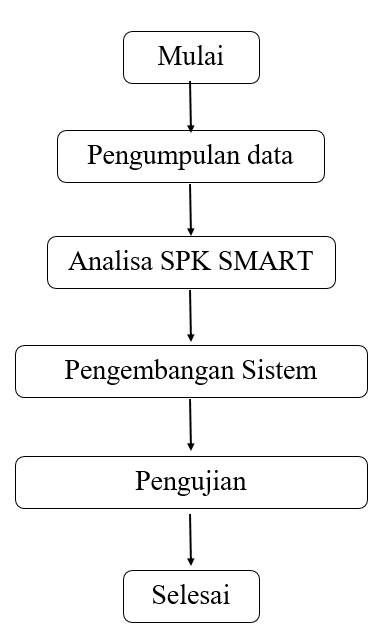 Mulai
Pengumpulan data
Analisa SPK SMART
Pengembangan Sistem
Pengujian
Selesai